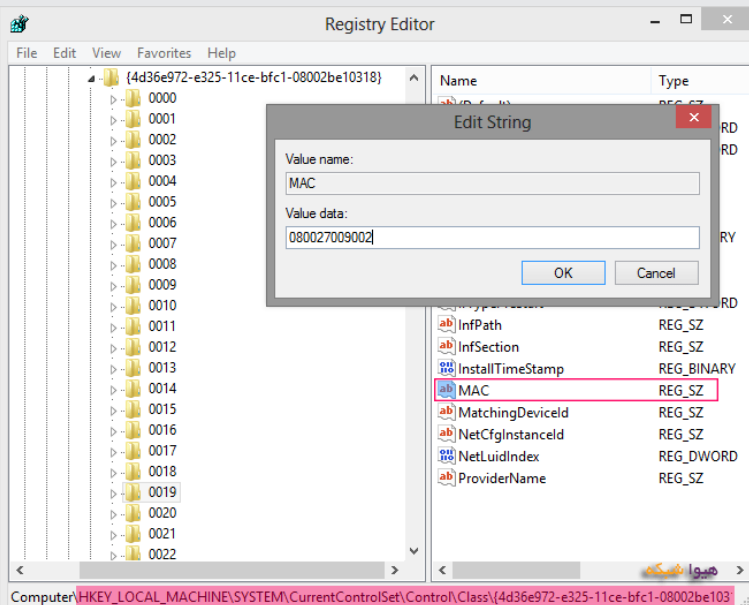 Registry Editor
File Edit View Favorites Help
{4d36e972-e325-11ce-bfc1-08002be10318}
0000
0001
0002
0003
0004
0005
0006
0007
0008
0009
0010
0011
0012
0013
0014
0015
0016
0017
0018
0019
0020
0021
0022
Name Type
Edit String
Value name:
MAC
Value data:
080027009002
OK Cancel
RD
RD
RY
RD
InfPath REG_SZ
InfSection REG_SZ
InstallTimeStamp REG_BINARY
MAC REG_SZ
MatchingDeviceId REG_SZ
NetCfgInstanceId REG_SZ
NetLuidIndex REG_DWORD
ProviderName REG_SZ
هیوا شبکه
Computer\HKEY_LOCAL_MACHINE\SYSTEM\CurrentControlSet\Control\Class\{4d36e972-e325-11ce-bfc1-08002be103